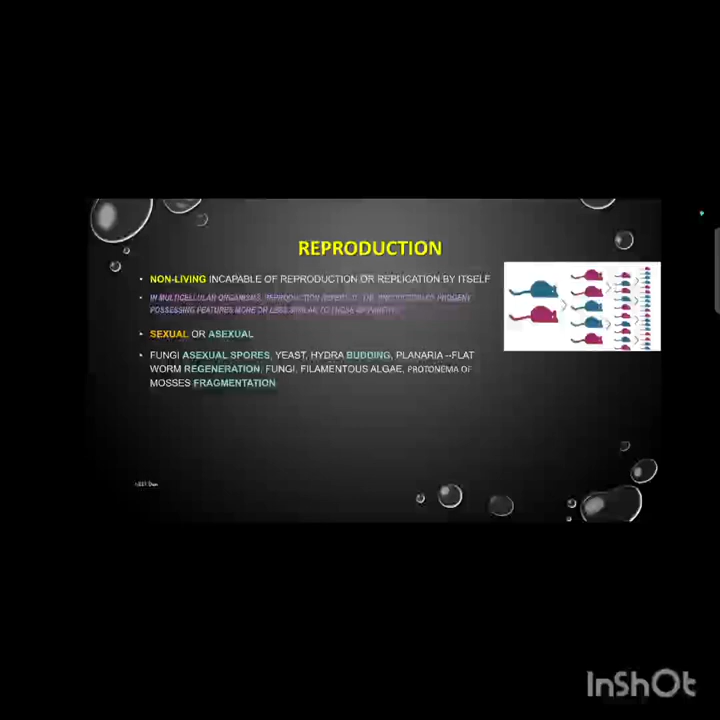 REPRODUCTION
• NON-LIVING INCAPABLE OF REPRODUCTION OR REPLICATION BY ITSELF
• IN MULTICELLULAR ORGANISMS, REPRODUCTION REFERS TO THE PRODUCTION OF PROGENY
POSSESSING FEATURES MORE OR LESS SIMILAR TO THOSE OF PARENTS
• SEXUAL OR ASEXUAL
• FUNGI ASEXUAL SPORES, YEAST, HYDRA BUDDING, PLANARIA –FLAT
WORM REGENERATION, FUNGI, FILAMENTOUS ALGAE, PROTONEMA OF
MOSSES FRAGMENTATION
InShOt